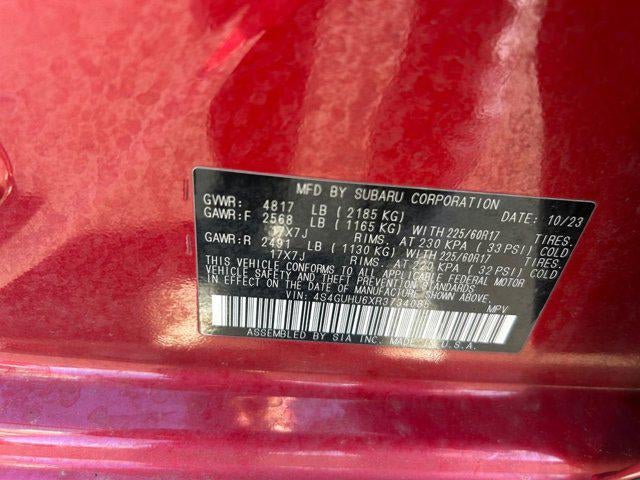 MFD BY SUBARU CORPORATION DATE: 10/23
GVWR: 4817 LB (2185 KG)
GAWR:F 2568 LB (1165 KG) WITH 225/60R17 TIRES.
17X7J RIMS. AT 230 KPA (33 PSI) COLD
GAWR:R 2491 LB (1130 KG) WITH 225/60R17 TIRES.
17X7J RIMS. AT 220 KPA (32 PSI) COLD
THIS VEHICLE CONFORMS TO ALL APPLICABLE FEDERAL MOTOR
VEHICLE SAFETY AND THEFT PREVENTION STANDARDS
IN EFFECT ON THE DATE OF MANUFACTURE SHOWN ABOVE.
VIN: MPV
ASSEMBLED BY SIA INC. MADE IN U.S.A.